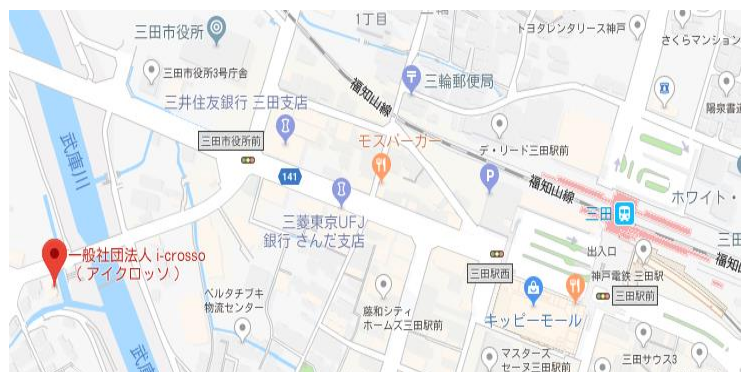 三田市役所
1丁目
トヨタレンタリース神戸
さくらマンション
三田市役所3号庁舎
三輪郵便局
福知山線
三井住友銀行 三田支店
陽泉書道
三田市役所前
モスバーガー
デ・リード三田駅前
武庫川
141
P
福知山線
ホワイト・
三菱東京UFJ
銀行 さんだ支店
三田
三田
一般社団法人 i-crosso
(アイクロッソ)
出入口
福知山線
三田駅西
神戸電鉄 三田駅
ベルタチブキ
物流センター
三田駅前
藤和シティ
ホームズ三田駅前
キッピーモール
武庫川
マスターズ
セーヌ三田駅前
三田サウス3